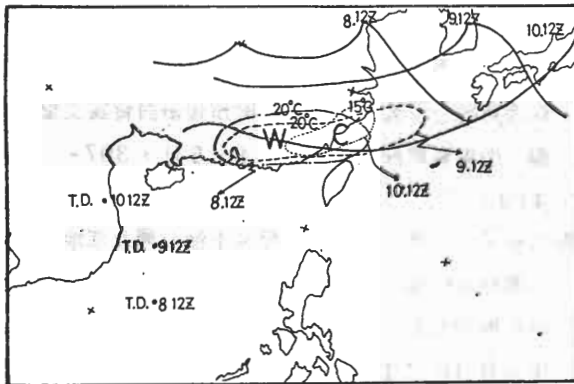 8.12Z
9.12Z
10.12Z
20°C
15°C
20°C
W
C
8.12Z
9.12Z
10.12Z
T.D. •10 12Z
T.D. •9 12Z
T.D. •8 12Z